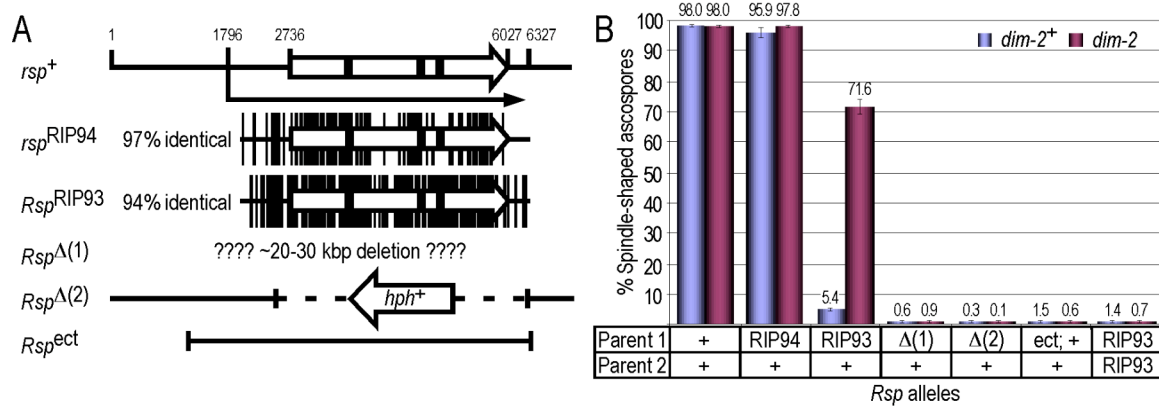 A
1 1796 2736 6027 6327
rsp+
rspRIP94 97% identical
RspRIP93 94% identical
RspΔ(1) ???? ~20-30 kbp deletion ????
RspΔ(2) hph+
Rspect
B
% Spindle-shaped ascospores
100
90
80
70
60
50
40
30
20
10
dim-2+ dim-2
98.0 98.0 95.9 97.8 5.4 71.6 0.6 0.9 0.3 0.1 1.5 0.6 1.4 0.7
Parent 1 + RIP94 RIP93 Δ(1) Δ(2) ect; + RIP93
Parent 2 + + + + + + RIP93
Rsp alleles